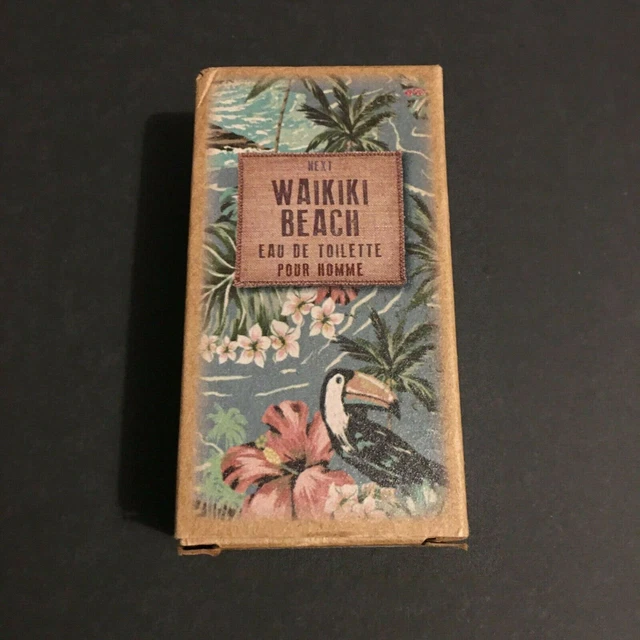 NEXT
WAIKIKI
BEACH
EAU DE TOILETTE
POUR HOMME